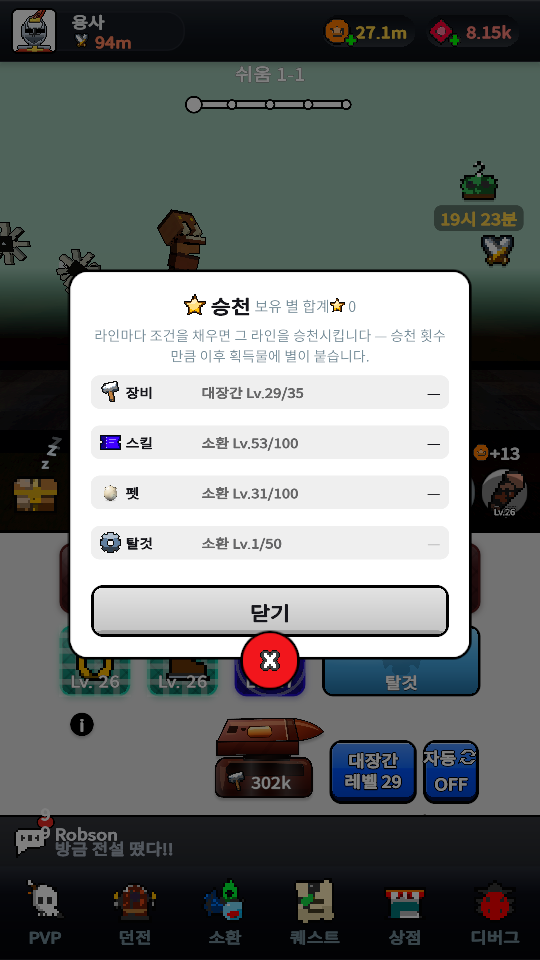 용사
94m
27.1m
8.15k
쉬움 1-1
19시 23분
승천 보유 별 합계 0
라인마다 조건을 채우면 그 라인을 승천시킵니다 — 승천 횟수
만큼 이후 획득물에 별이 붙습니다.
장비 대장간 Lv.29/35 —
스킬 소환 Lv.53/100 —
펫 소환 Lv.31/100 —
탈것 소환 Lv.1/50 —
z z z
+13
Lv.26
닫기
X
Lv. 26
Lv. 26
탈것
i
302k
대장간
레벨 29
자동
OFF
9
9
Robson
방금 전설 떴다!!
PVP
던전
소환
퀘스트
상점
디버그